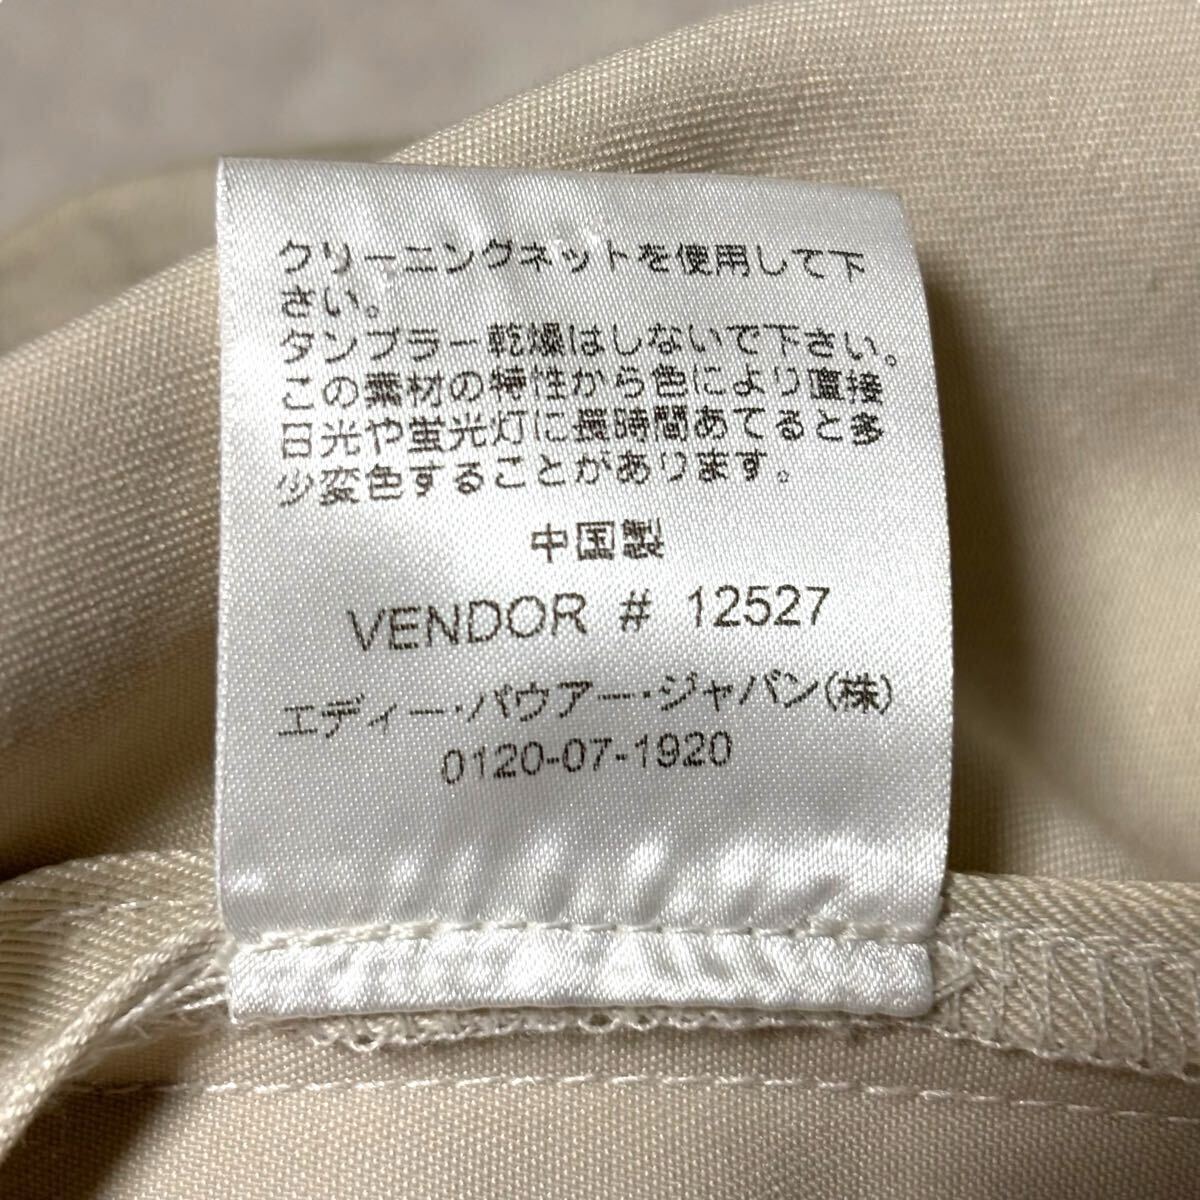 クリーニングネットを使用して下
さい。
タンブラー乾燥はしないで下さい。
この素材の特性から色により直接
日光や蛍光灯に長時間あてると多
少変色することがあります。
中国製
VENDOR # 12527
エディー・バウアー・ジャパン(株)
0120-07-1920